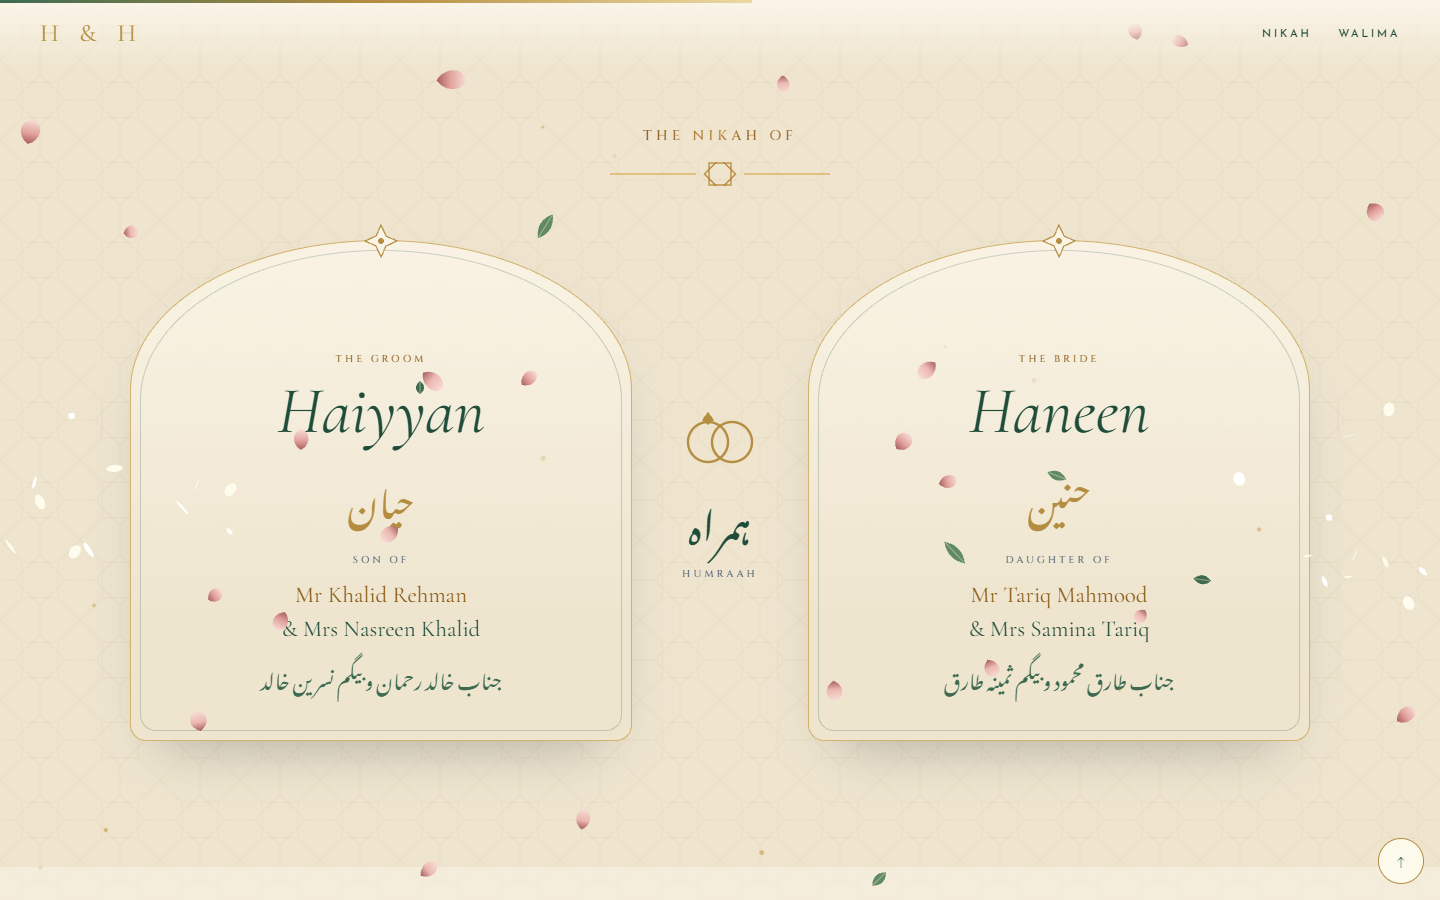 H & H
NIKAH
WALIMA
THE NIKAH OF
THE GROOM
Haiyyan
حیان
SON OF
Mr Khalid Rehman
& Mrs Nasreen Khalid
جناب خالد رحمان و بیگم نسرین خالد
ہمراہ
HUMRAAH
THE BRIDE
Haneen
حنین
DAUGHTER OF
Mr Tariq Mahmood
& Mrs Samina Tariq
جناب طارق محمود و بیگم ثمینہ طارق
↑